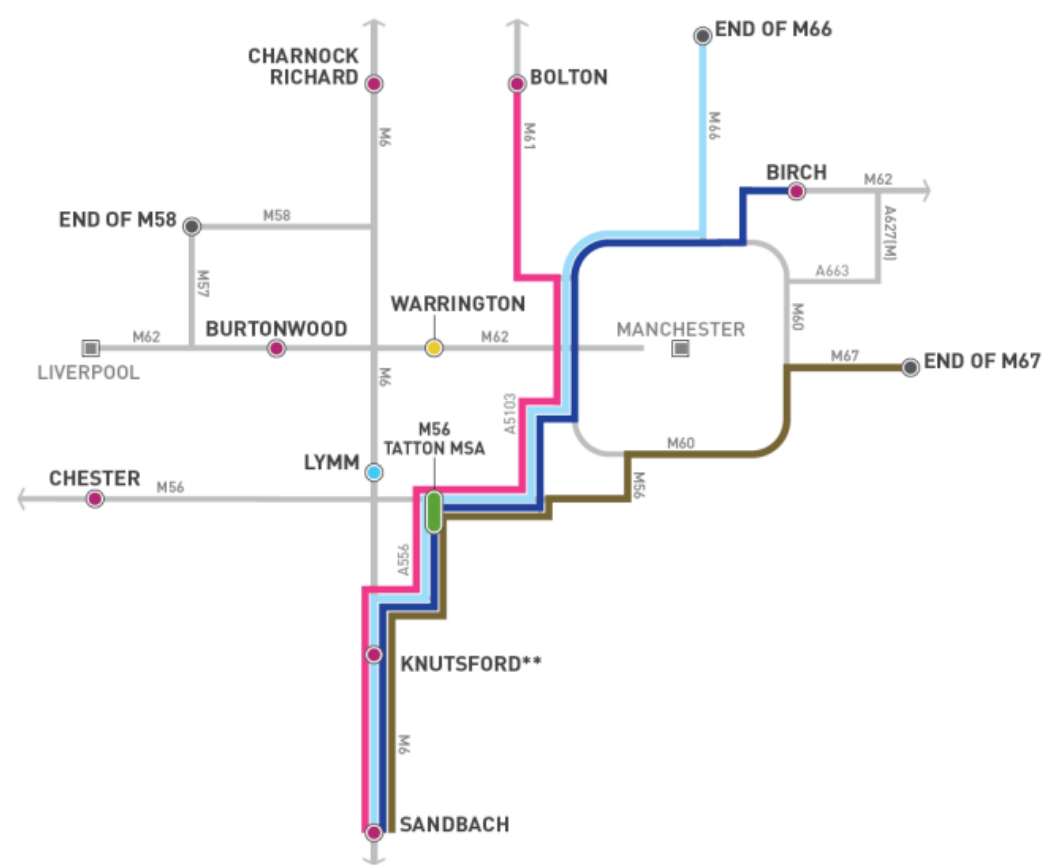 END OF M66
CHARNOCK
RICHARD
BOLTON
M6
M61
M66
BIRCH
M62
END OF M58
M58
A627(M)
M57
A663
WARRINGTON
M60
BURTONWOOD
MANCHESTER
M62
M62
LIVERPOOL
M67
END OF M67
M6
A5103
M56
TATTON MSA
M60
LYMM
CHESTER
M56
M56
A556
KNUTSFORD**
M6
SANDBACH